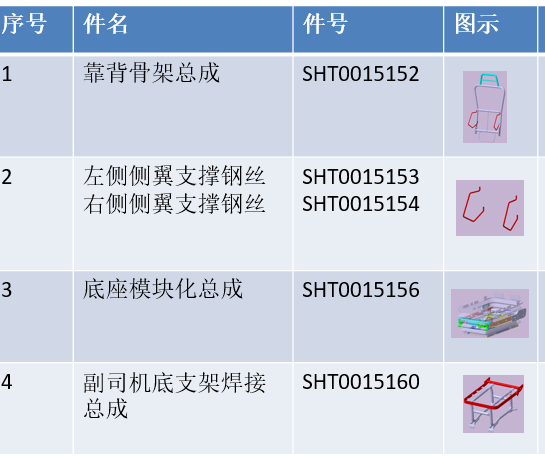 序号 件名 件号 图示
1 靠背骨架总成 SHT0015152
2 左侧侧翼支撑钢丝 SHT0015153
右侧侧翼支撑钢丝 SHT0015154
3 底座模块化总成 SHT0015156
4 副司机底支架焊接 SHT0015160
总成